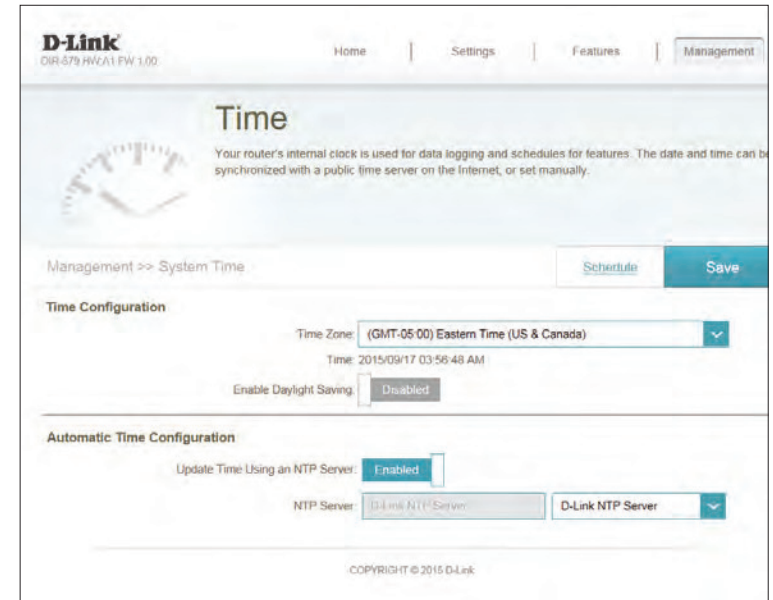 D-Link
DIR-879 HW:A1 FW:1.00
Home | Settings | Features | Management
Time
Your router's internal clock is used for data logging and schedules for features. The date and time can be
synchronized with a public time server on the Internet, or set manually.
Management >> System Time
Schedule
Save
Time Configuration
Time Zone: (GMT-05:00) Eastern Time (US & Canada)
Time: 2015/09/17 03:56:48 AM
Enable Daylight Saving: Disabled
Automatic Time Configuration
Update Time Using an NTP Server: Enabled
NTP Server: D-Link NTP Server D-Link NTP Server
COPYRIGHT © 2015 D-Link